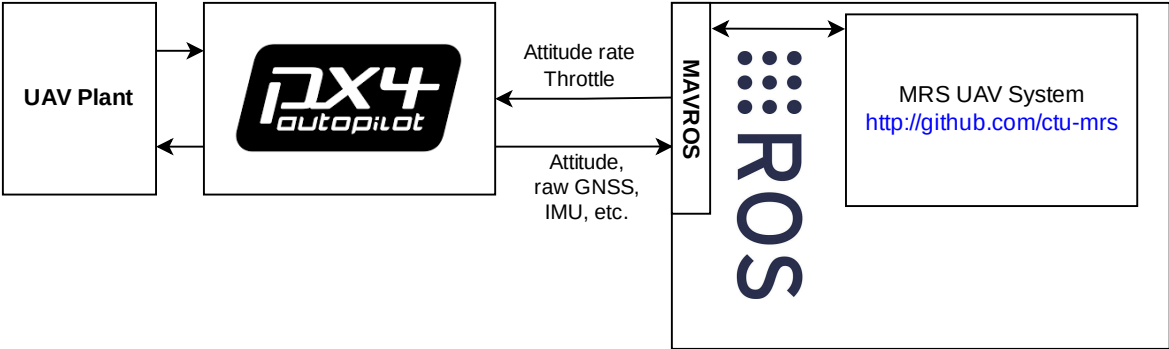 UAV Plant
px4
autopilot
Attitude rate
Throttle
Attitude,
raw GNSS,
IMU, etc.
MAVROS
ROS
MRS UAV System
http://github.com/ctu-mrs